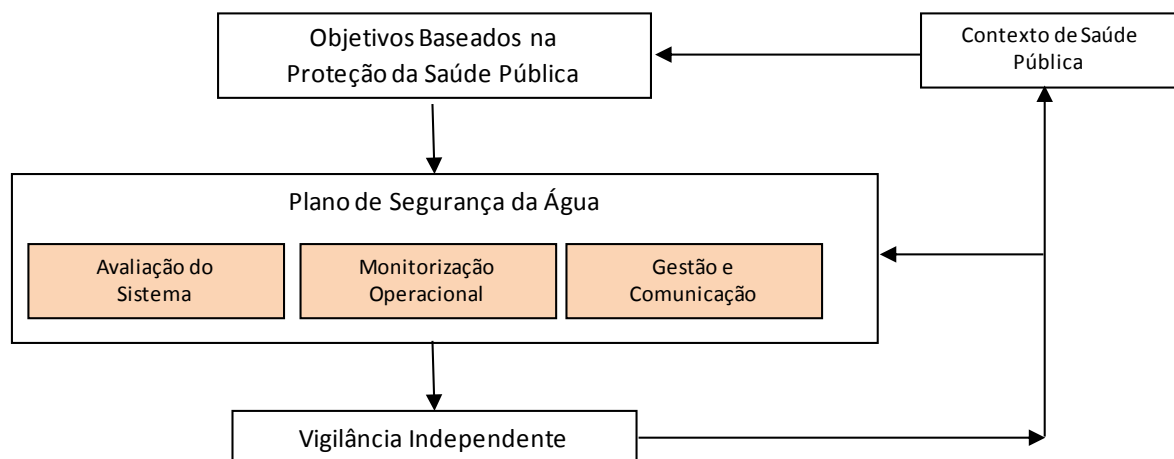 Objetivos Baseados na
Proteção da Saúde Pública
Contexto de Saúde
Pública
Plano de Segurança da Água
Avaliação do
Sistema
Monitorização
Operacional
Gestão e
Comunicação
Vigilância Independente